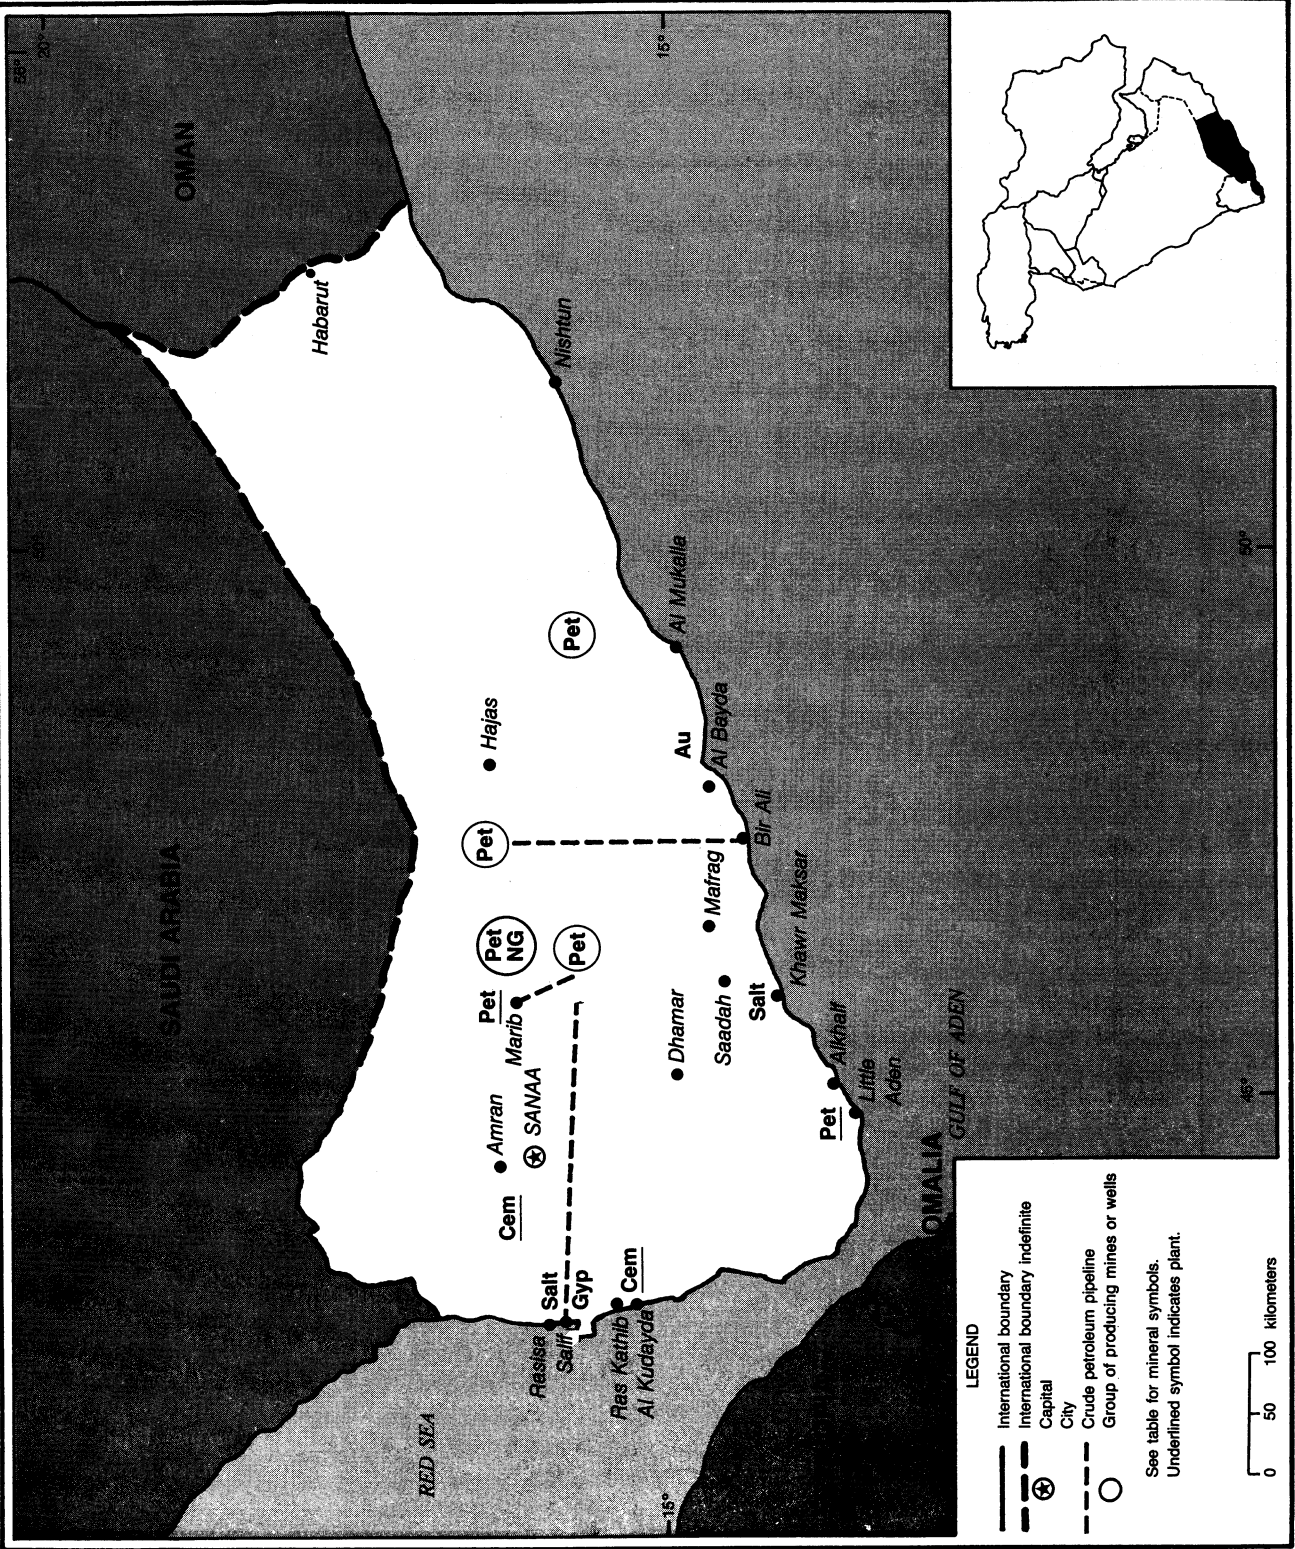 56°
20°
15°
OMAN
SAUDI ARABIA
Habarut
Nishtun
Al Mukalla
Pet
Hajas
Au
Al Bayda
Pet
Bir Ali
Mafrag
Khawr Maksar
Pet
NG
Pet
Pet
Marib
Saadah
Salt
Dhamar
Alkhalf
Little
Aden
Pet
Amran
SANAA
Cem
Salt
Gyp
Cem
Rasisa
Salif
Ras Kathib
Al Kudayda
RED SEA
15°
GULF OF ADEN
OMALIA
50°
45°
LEGEND
International boundary
International boundary indefinite
Capital
City
Crude petroleum pipeline
Group of producing mines or wells
See table for mineral symbols.
Underlined symbol indicates plant.
0 50 100 kilometers